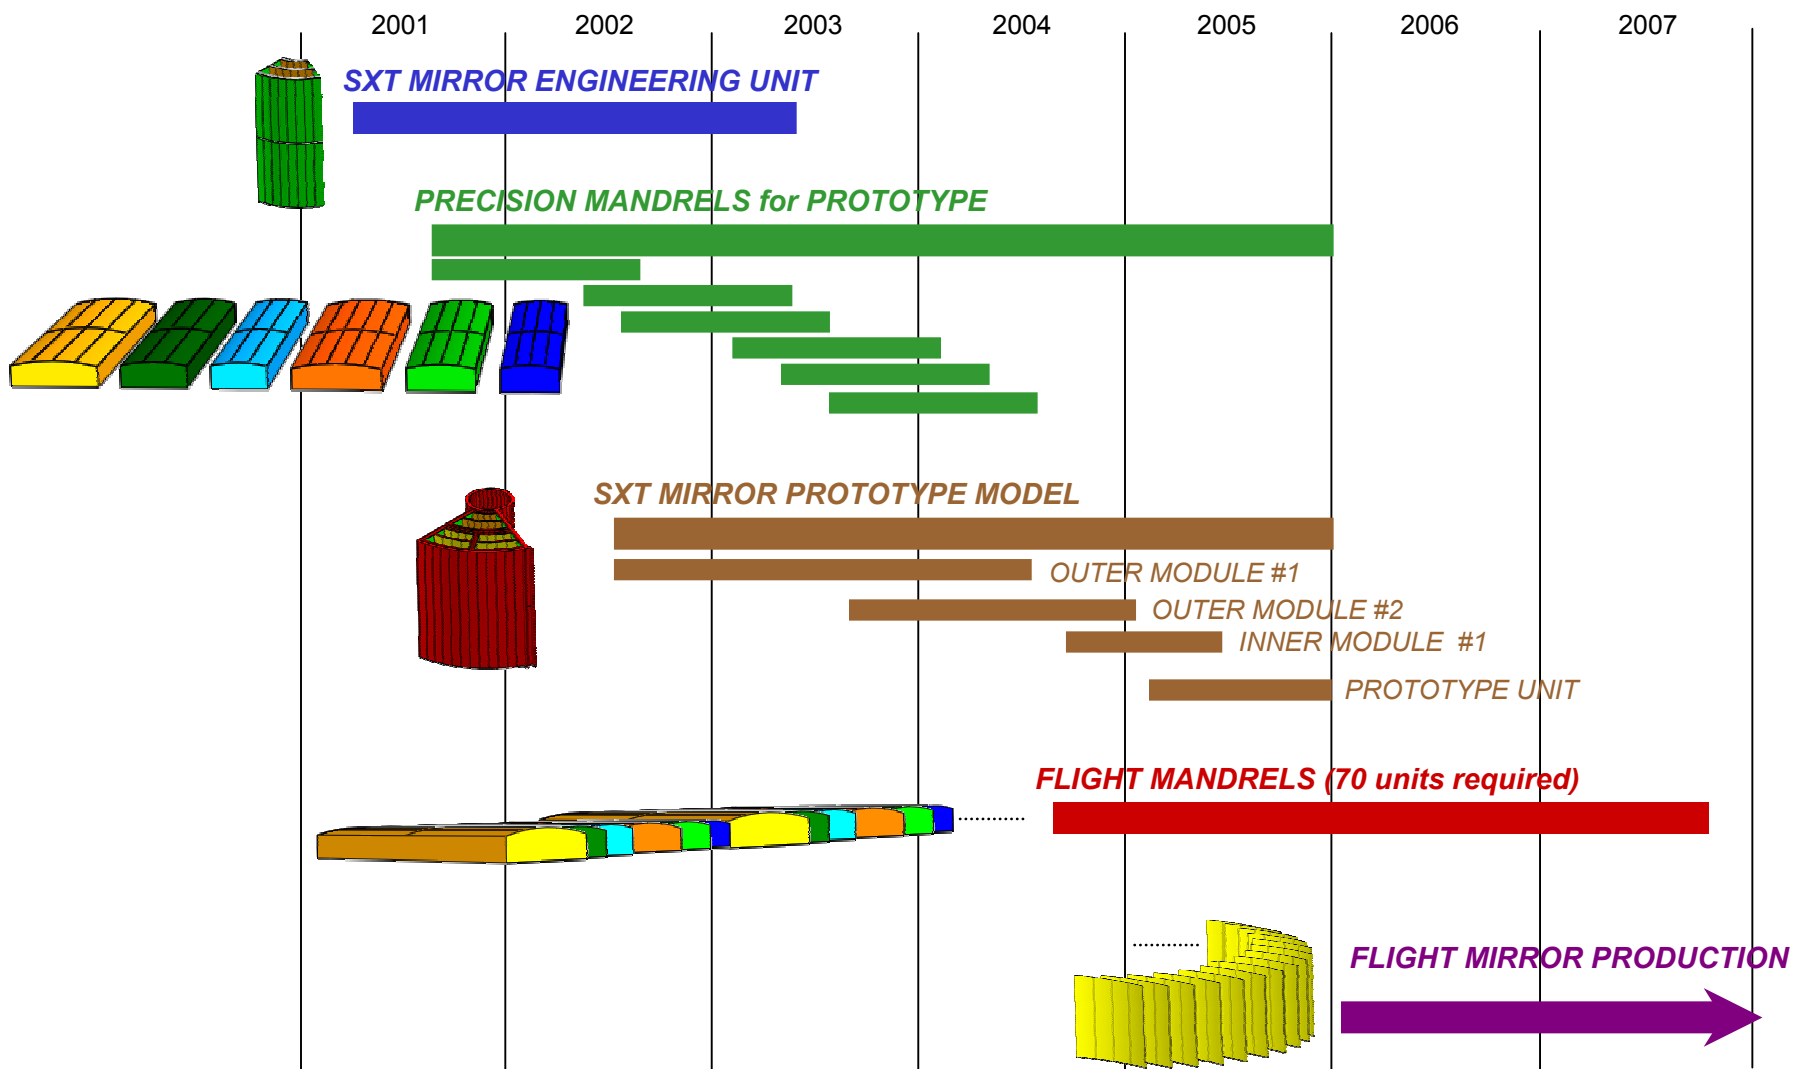 2001 2002 2003 2004 2005 2006 2007
SXT MIRROR ENGINEERING UNIT
PRECISION MANDRELS for PROTOTYPE
SXT MIRROR PROTOTYPE MODEL
OUTER MODULE #1
OUTER MODULE #2
INNER MODULE #1
PROTOTYPE UNIT
FLIGHT MANDRELS (70 units required)
FLIGHT MIRROR PRODUCTION